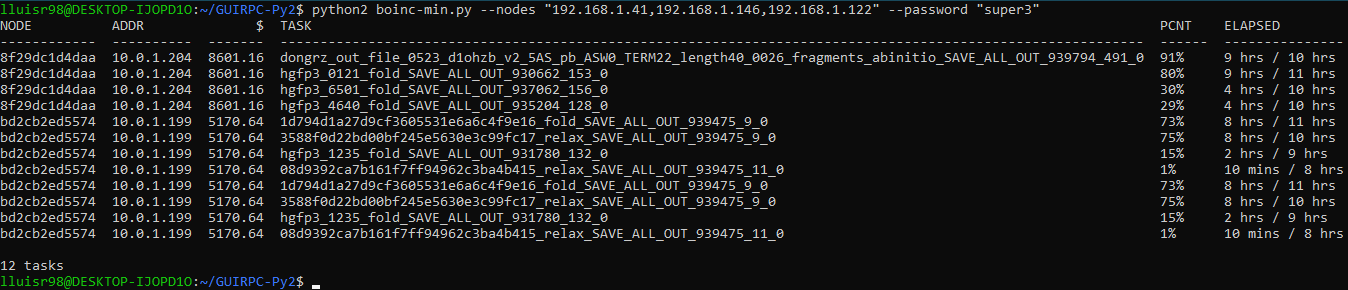 lluisr98@DESKTOP-IJOPD1O:~/GUIRPC-Py2$ python2 boinc-min.py --nodes "192.168.1.41,192.168.1.146,192.168.1.122" --password "super3"
NODE ADDR $ TASK PCNT ELAPSED
------------ ---------- ------- ------------------------------------------------------------------------------------------------------------ ------ ---------------
8f29dc1d4daa 10.0.1.204 8601.16 dongrz_out_file_0523_d1ohzb_v2_5AS_pb_ASW0_TERM22_length40_0026_fragments_abinitio_SAVE_ALL_OUT_939794_491_0 91% 9 hrs / 10 hrs
8f29dc1d4daa 10.0.1.204 8601.16 hgfp3_0121_fold_SAVE_ALL_OUT_930662_153_0 80% 9 hrs / 11 hrs
8f29dc1d4daa 10.0.1.204 8601.16 hgfp3_6501_fold_SAVE_ALL_OUT_937062_156_0 30% 4 hrs / 10 hrs
8f29dc1d4daa 10.0.1.204 8601.16 hgfp3_4640_fold_SAVE_ALL_OUT_935204_128_0 29% 4 hrs / 10 hrs
bd2cb2ed5574 10.0.1.199 5170.64 1d794d1a27d9cf3605531e6a6c4f9e16_fold_SAVE_ALL_OUT_939475_9_0 73% 8 hrs / 11 hrs
bd2cb2ed5574 10.0.1.199 5170.64 3588f0d22bd00bf245e5630e3c99fc17_relax_SAVE_ALL_OUT_939475_9_0 75% 8 hrs / 10 hrs
bd2cb2ed5574 10.0.1.199 5170.64 hgfp3_1235_fold_SAVE_ALL_OUT_931780_132_0 15% 2 hrs / 9 hrs
bd2cb2ed5574 10.0.1.199 5170.64 08d9392ca7b161f7ff94962c3ba4b415_relax_SAVE_ALL_OUT_939475_11_0 1% 10 mins / 8 hrs
bd2cb2ed5574 10.0.1.199 5170.64 1d794d1a27d9cf3605531e6a6c4f9e16_fold_SAVE_ALL_OUT_939475_9_0 73% 8 hrs / 11 hrs
bd2cb2ed5574 10.0.1.199 5170.64 3588f0d22bd00bf245e5630e3c99fc17_relax_SAVE_ALL_OUT_939475_9_0 75% 8 hrs / 10 hrs
bd2cb2ed5574 10.0.1.199 5170.64 hgfp3_1235_fold_SAVE_ALL_OUT_931780_132_0 15% 2 hrs / 9 hrs
bd2cb2ed5574 10.0.1.199 5170.64 08d9392ca7b161f7ff94962c3ba4b415_relax_SAVE_ALL_OUT_939475_11_0 1% 10 mins / 8 hrs
12 tasks
lluisr98@DESKTOP-IJOPD1O:~/GUIRPC-Py2$